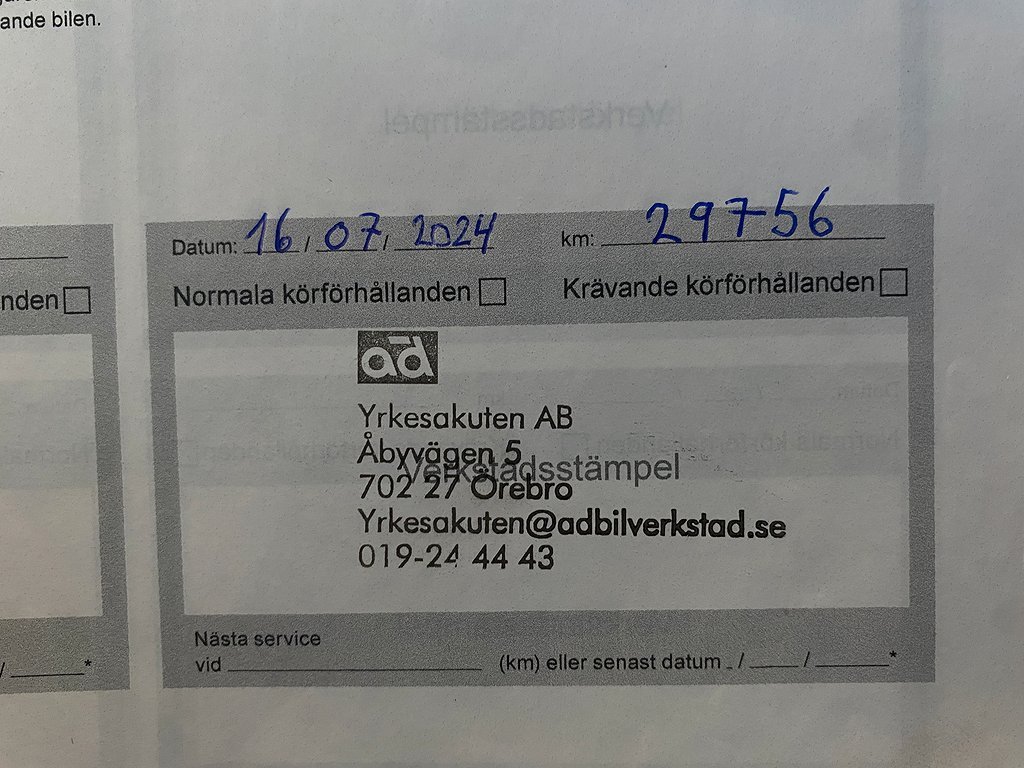 ande bilen.
Verkstadsstämpel
Datum: 16 / 07 / 2024 km: 29756
nden
Normala körförhållanden Krävande körförhållanden
ad
Yrkesakuten AB
Åbyvägen 5
Verkstadsstämpel
702 27 Örebro
Yrkesakuten@adbilverkstad.se
019-24 44 43
Nästa service
vid (km) eller senast datum / / *
/ *